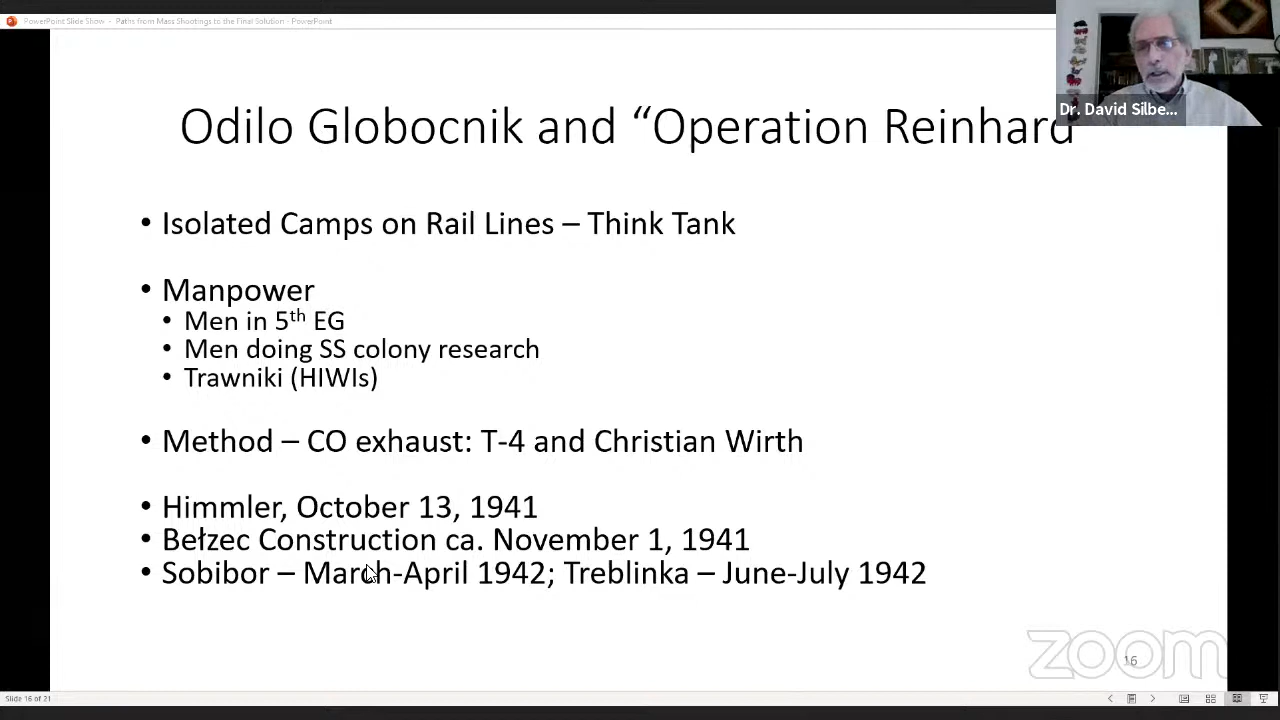 PowerPoint Slide Show - Paths from Mass Shootings to the Final Solution - PowerPoint
Dr. David Silbe...
Odilo Globocnik and “Operation Reinhard
• Isolated Camps on Rail Lines – Think Tank
• Manpower
• Men in 5th EG
• Men doing SS colony research
• Trawniki (HIWIs)
• Method – CO exhaust: T-4 and Christian Wirth
• Himmler, October 13, 1941
• Bełzec Construction ca. November 1, 1941
• Sobibor – March-April 1942; Treblinka – June-July 1942
zoom
16
Slide 16 of 21